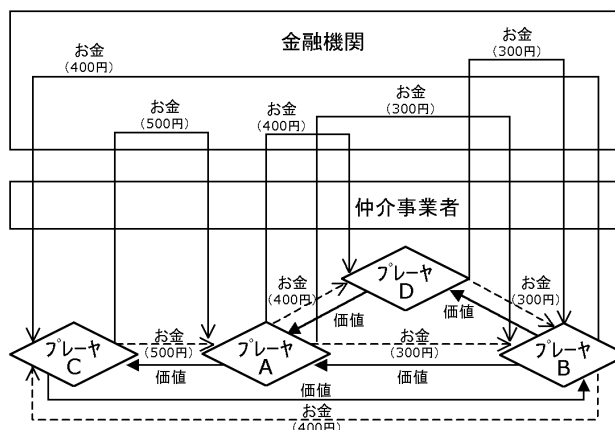 金融機関
お金
(400円)
お金
(500円)
お金
(400円)
お金
(300円)
お金
(300円)
仲介事業者
プレーヤ
D
お金
(400円)
価値
お金
(300円)
価値
プレーヤ
C
お金
(500円)
価値
プレーヤ
A
お金
(300円)
価値
プレーヤ
B
価値
お金
(400円)